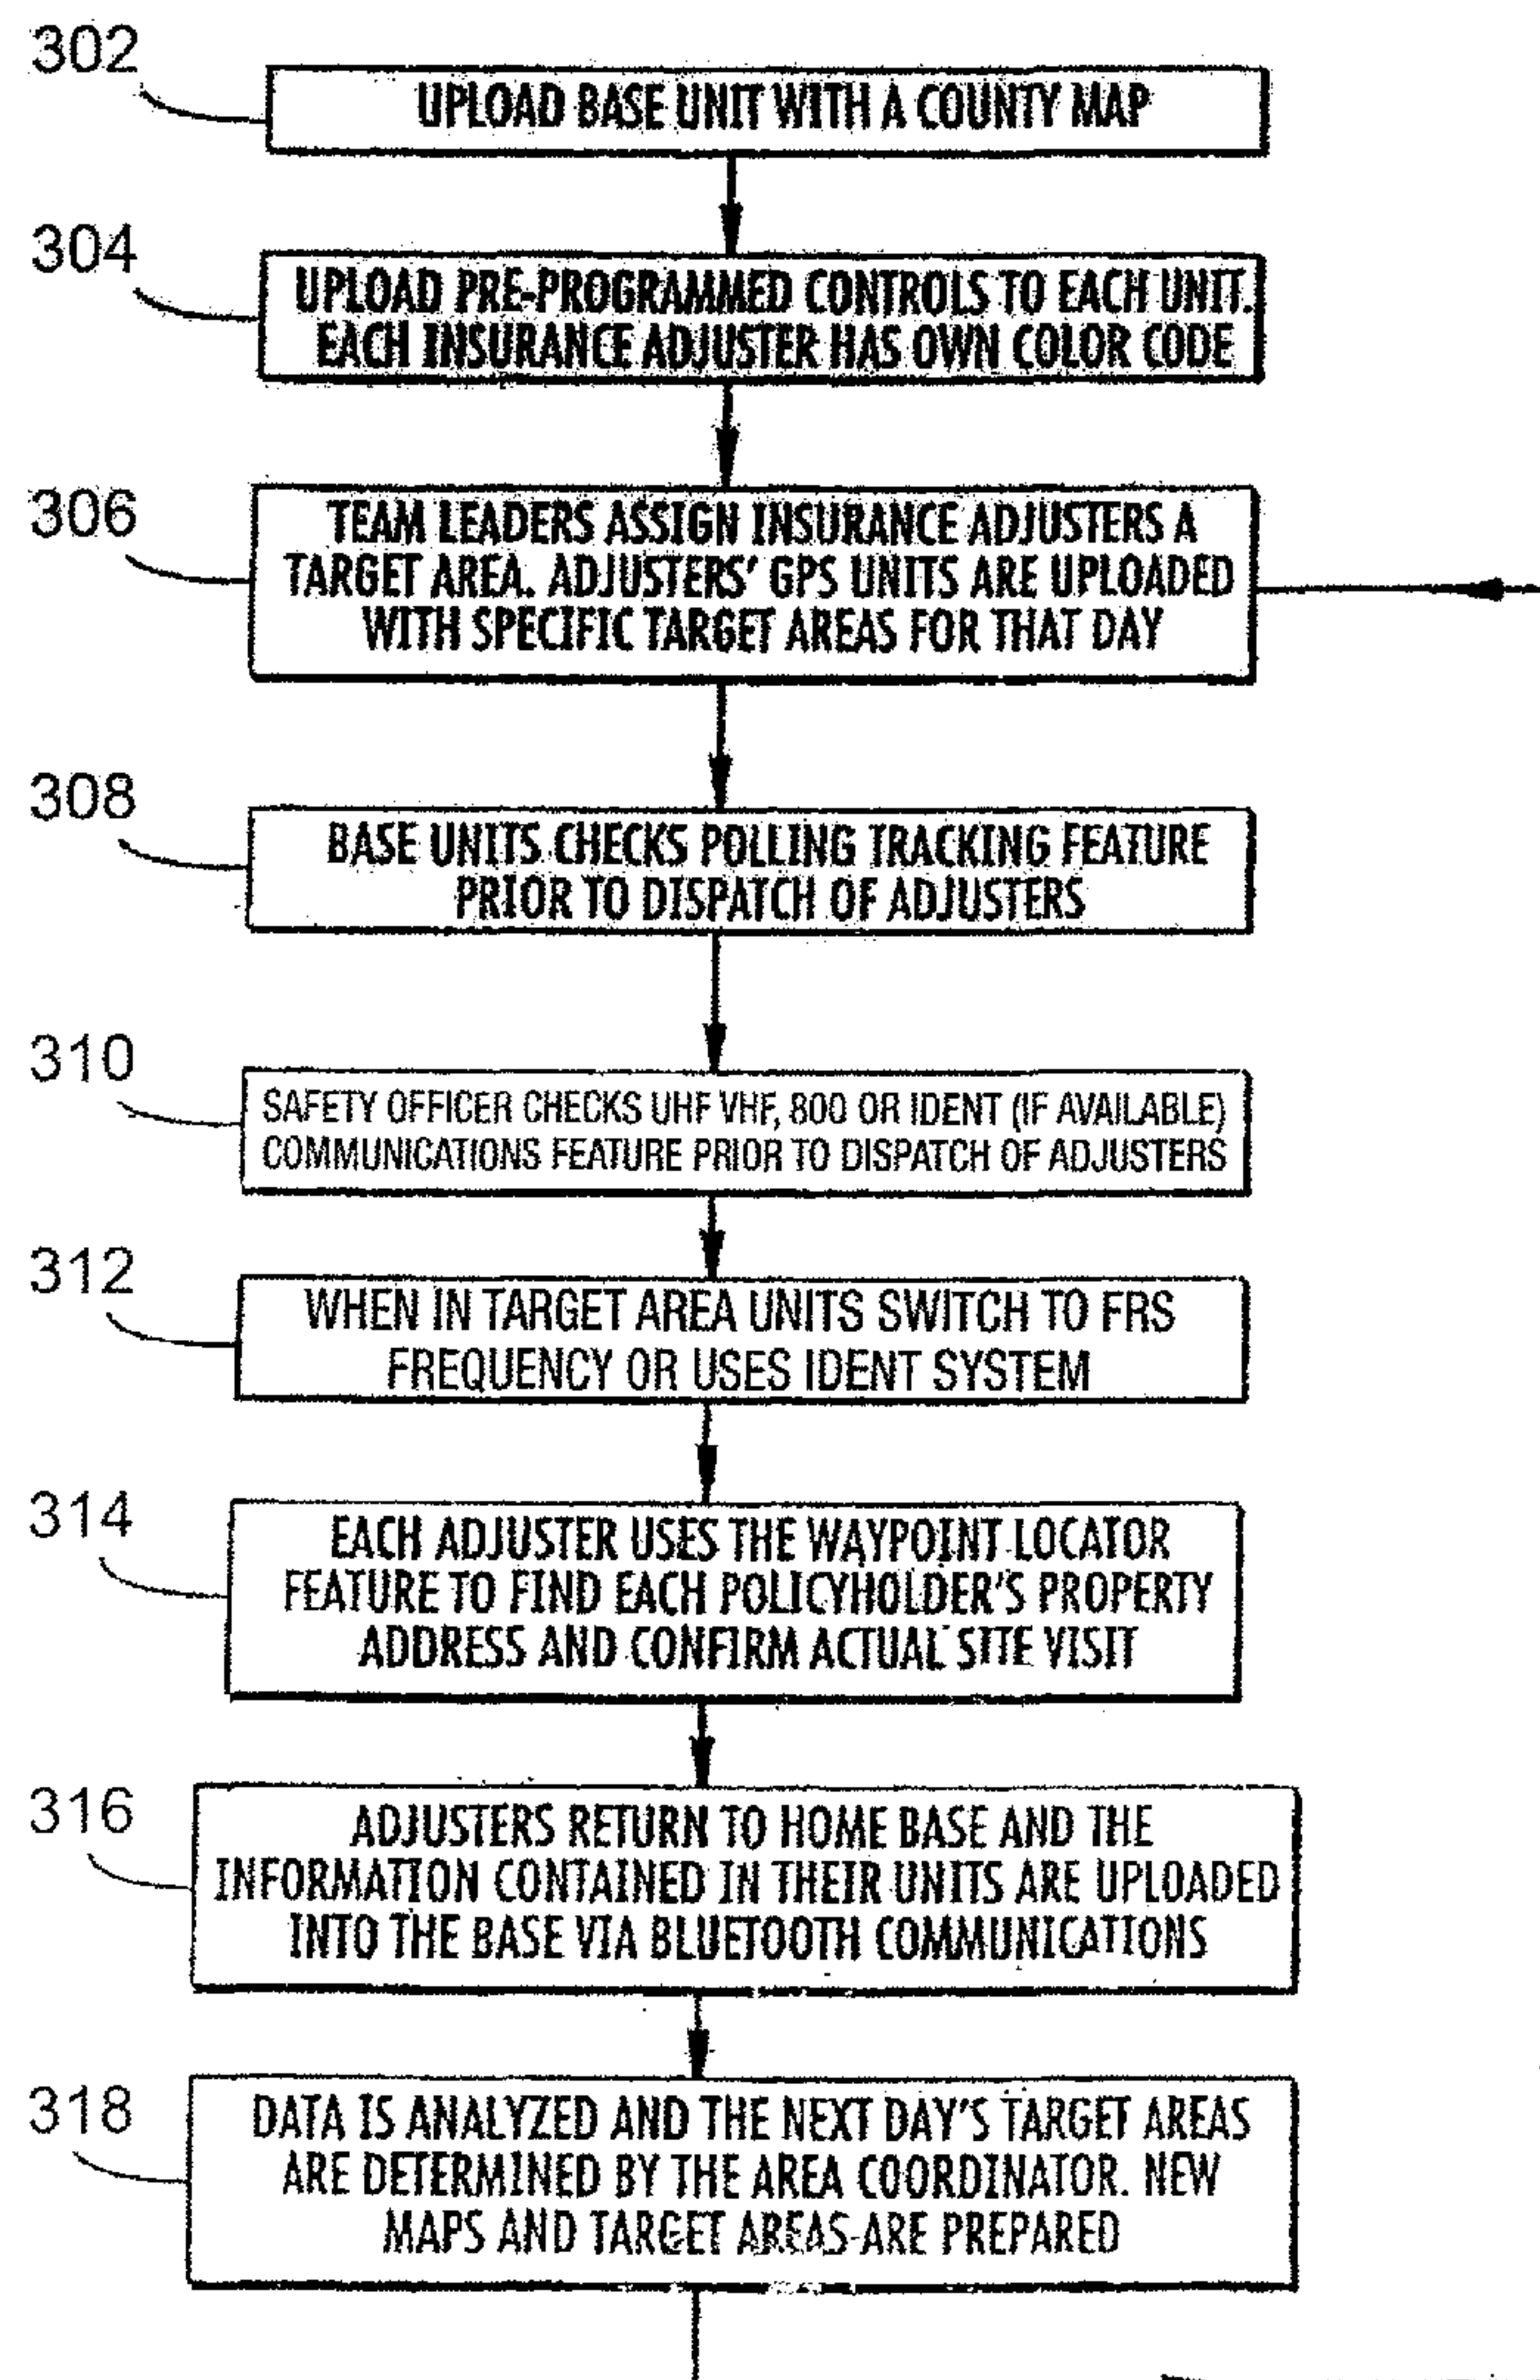 302
UPLOAD BASE UNIT WITH A COUNTY MAP
304
UPLOAD PRE-PROGRAMMED CONTROLS TO EACH UNIT.
EACH INSURANCE ADJUSTER HAS OWN COLOR CODE
306
TEAM LEADERS ASSIGN INSURANCE ADJUSTERS A
TARGET AREA. ADJUSTERS' GPS UNITS ARE UPLOADED
WITH SPECIFIC TARGET AREAS FOR THAT DAY
308
BASE UNITS CHECKS POLLING TRACKING FEATURE
PRIOR TO DISPATCH OF ADJUSTERS
310
SAFETY OFFICER CHECKS UHF VHF, 800 OR IDENT (IF AVAILABLE)
COMMUNICATIONS FEATURE PRIOR TO DISPATCH OF ADJUSTERS
312
WHEN IN TARGET AREA UNITS SWITCH TO FRS
FREQUENCY OR USES IDENT SYSTEM
314
EACH ADJUSTER USES THE WAYPOINT LOCATOR
FEATURE TO FIND EACH POLICYHOLDER'S PROPERTY
ADDRESS AND CONFIRM ACTUAL SITE VISIT
316
ADJUSTERS RETURN TO HOME BASE AND THE
INFORMATION CONTAINED IN THEIR UNITS ARE UPLOADED
INTO THE BASE VIA BLUETOOTH COMMUNICATIONS
318
DATA IS ANALYZED AND THE NEXT DAY'S TARGET AREAS
ARE DETERMINED BY THE AREA COORDINATOR. NEW
MAPS AND TARGET AREAS ARE PREPARED